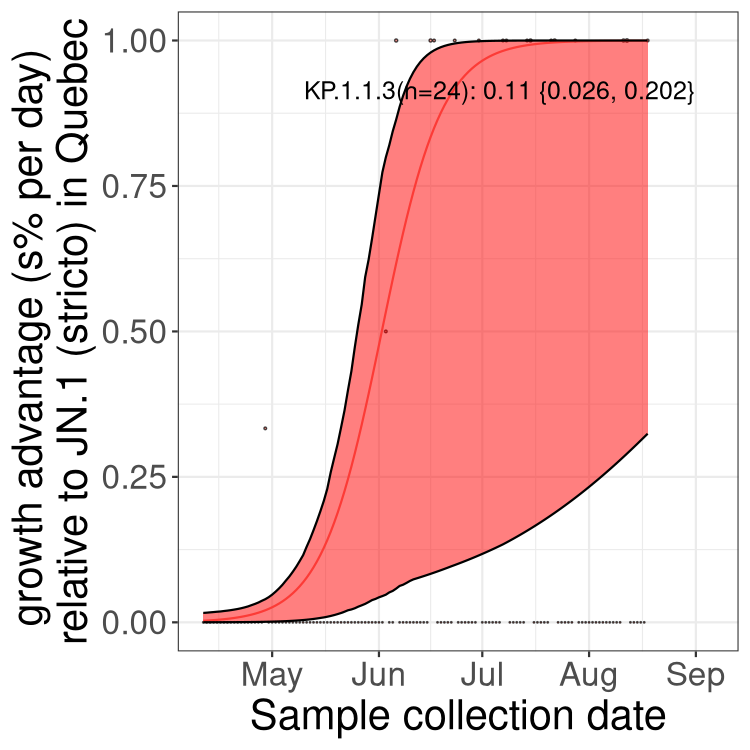 growth advantage (s% per day)
relative to JN.1 (stricto) in Quebec
1.00
0.75
0.50
0.25
0.00
KP.1.1.3(n=24): 0.11 {0.026, 0.202}
May Jun Jul Aug Sep
Sample collection date